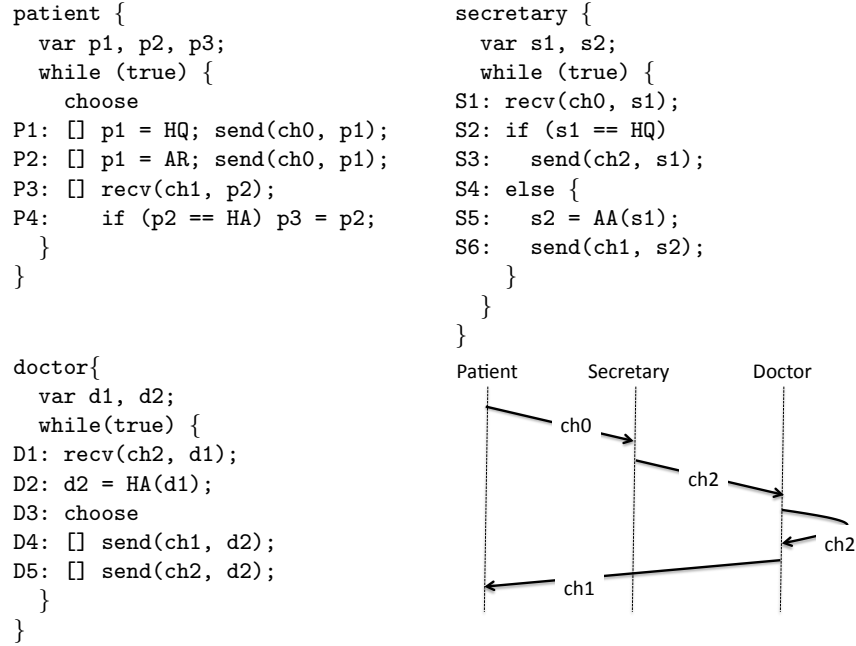 patient {
var p1, p2, p3;
while (true) {
choose
P1: [] p1 = HQ; send(ch0, p1);
P2: [] p1 = AR; send(ch0, p1);
P3: [] recv(ch1, p2);
P4: if (p2 == HA) p3 = p2;
}
}
secretary {
var s1, s2;
while (true) {
S1: recv(ch0, s1);
S2: if (s1 == HQ)
S3: send(ch2, s1);
S4: else {
S5: s2 = AA(s1);
S6: send(ch1, s2);
}
}
}
doctor{
var d1, d2;
while(true) {
D1: recv(ch2, d1);
D2: d2 = HA(d1);
D3: choose
D4: [] send(ch1, d2);
D5: [] send(ch2, d2);
}
}
Patient Secretary Doctor
ch0
ch2
ch2
ch1